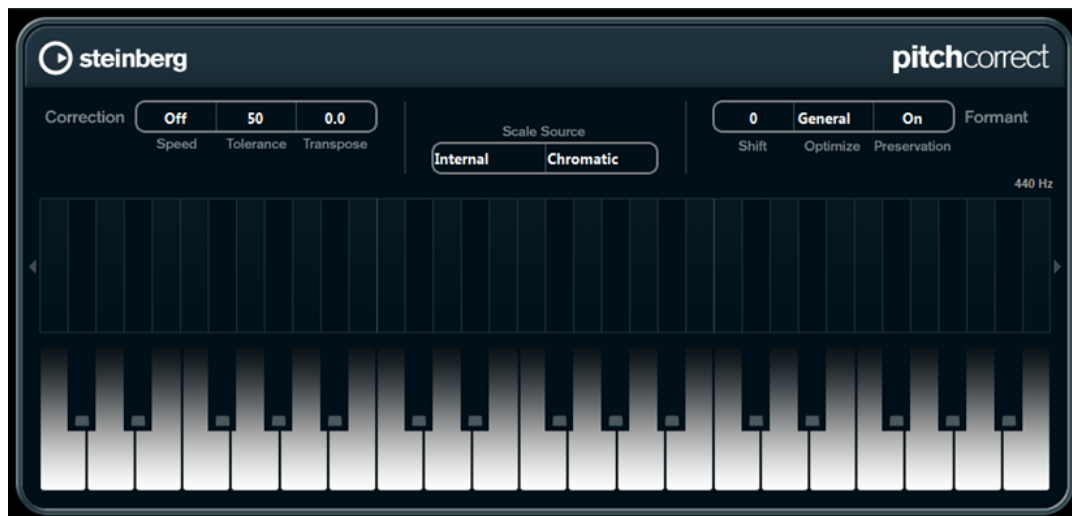 steinberg
pitchcorrect
Correction Off 50 0.0
Speed Tolerance Transpose
Scale Source
Internal Chromatic
0 General On Formant
Shift Optimize Preservation
440 Hz